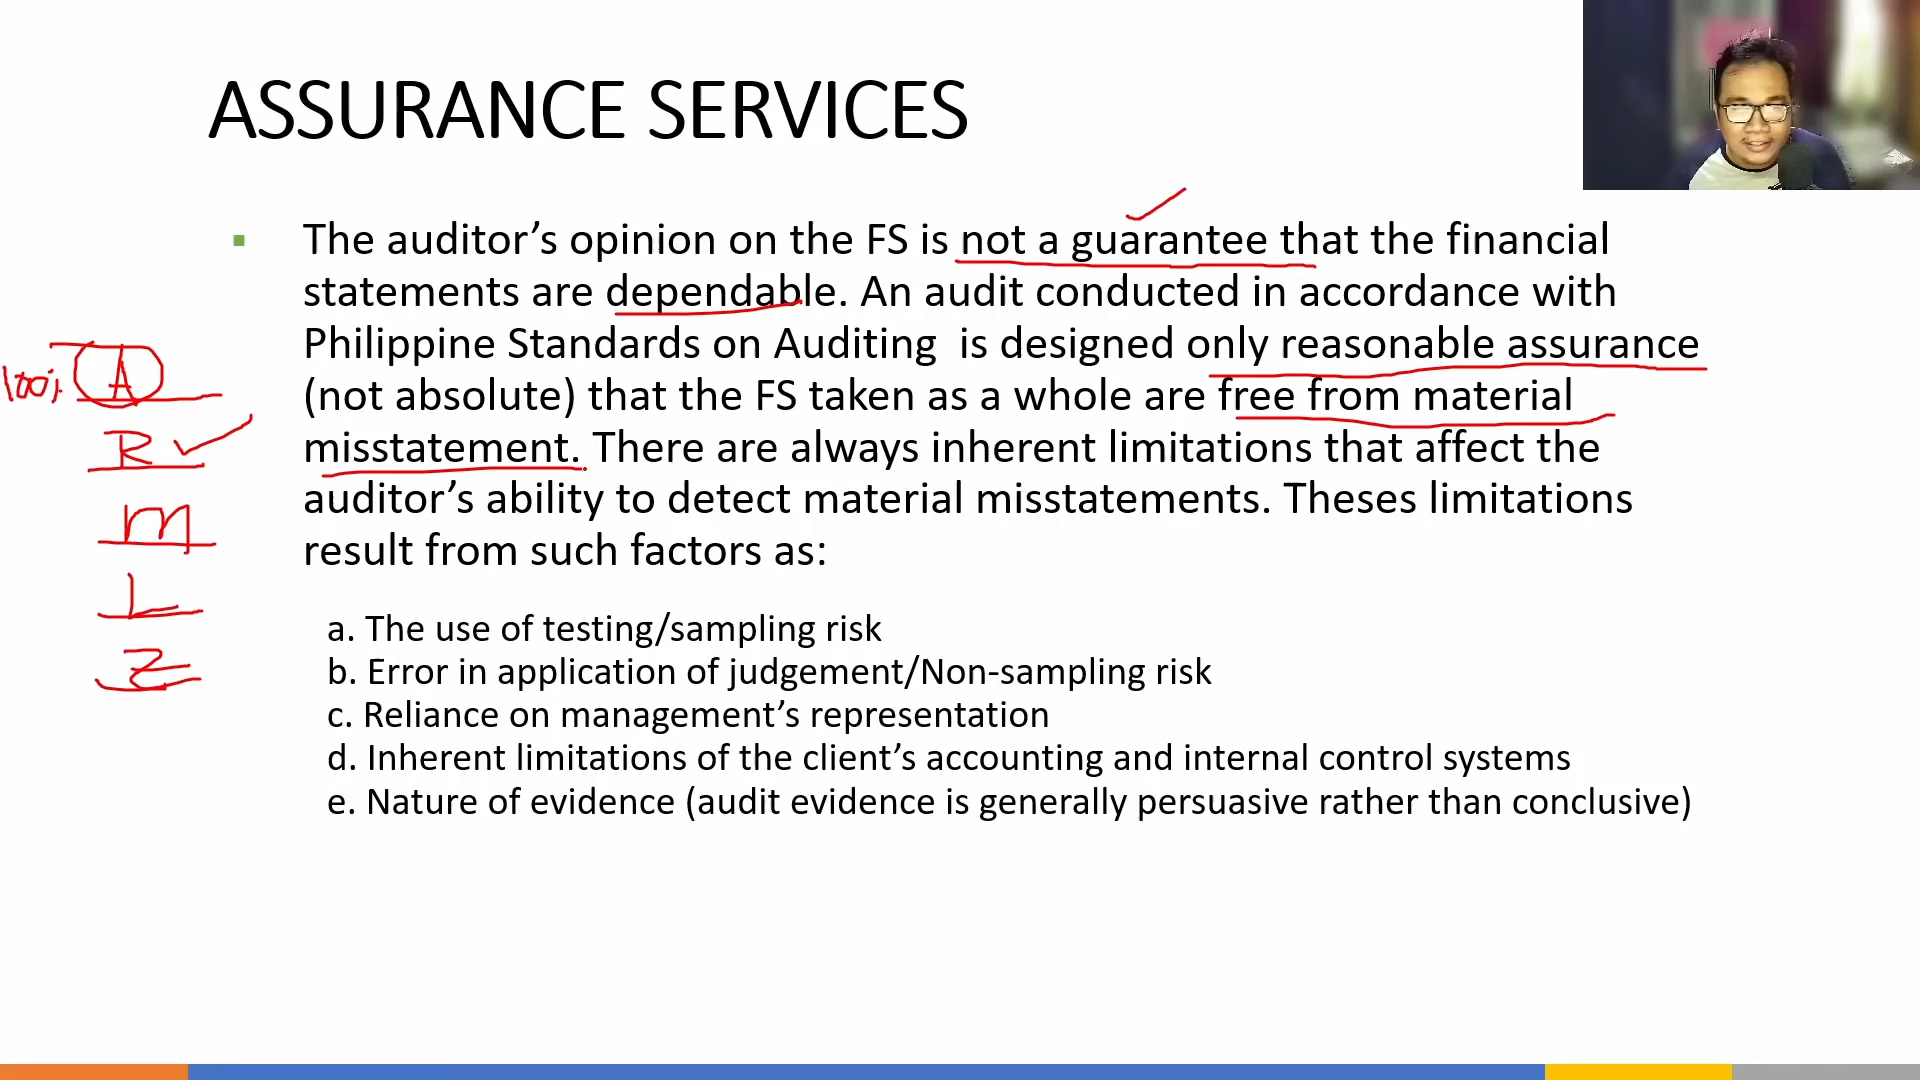 ASSURANCE SERVICES
The auditor’s opinion on the FS is not a guarantee that the financial
statements are dependable. An audit conducted in accordance with
Philippine Standards on Auditing is designed only reasonable assurance
(not absolute) that the FS taken as a whole are free from material
misstatement. There are always inherent limitations that affect the
auditor’s ability to detect material misstatements. Theses limitations
result from such factors as:
a. The use of testing/sampling risk
b. Error in application of judgement/Non-sampling risk
c. Reliance on management’s representation
d. Inherent limitations of the client’s accounting and internal control systems
e. Nature of evidence (audit evidence is generally persuasive rather than conclusive)
100% A
R
m
L
Z